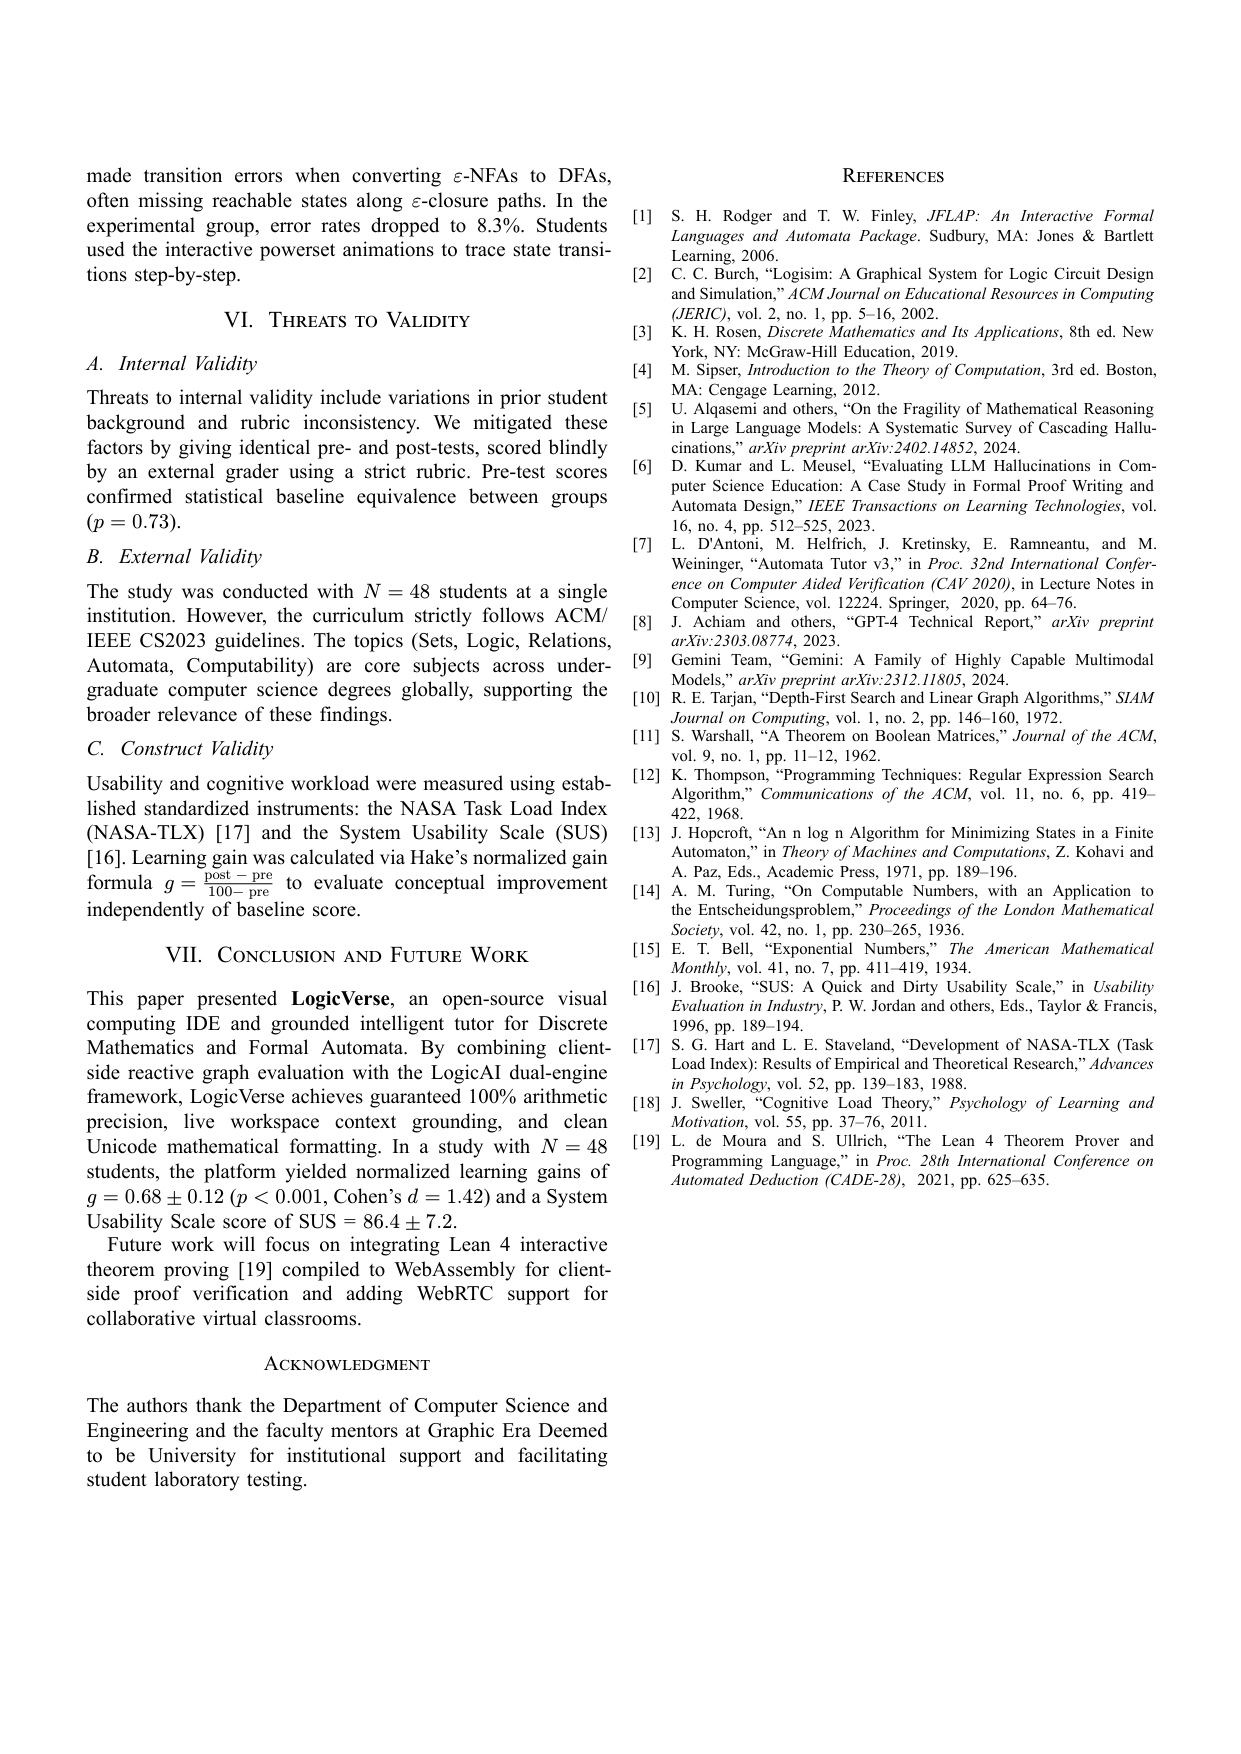 made transition errors when converting ε-NFAs to DFAs,
often missing reachable states along ε-closure paths. In the
experimental group, error rates dropped to 8.3%. Students
used the interactive powerset animations to trace state transi-
tions step-by-step.
VI. Threats to Validity
A. Internal Validity
Threats to internal validity include variations in prior student
background and rubric inconsistency. We mitigated these
factors by giving identical pre- and post-tests, scored blindly
by an external grader using a strict rubric. Pre-test scores
confirmed statistical baseline equivalence between groups
(p = 0.73).
B. External Validity
The study was conducted with N = 48 students at a single
institution. However, the curriculum strictly follows ACM/
IEEE CS2023 guidelines. The topics (Sets, Logic, Relations,
Automata, Computability) are core subjects across under-
graduate computer science degrees globally, supporting the
broader relevance of these findings.
C. Construct Validity
Usability and cognitive workload were measured using estab-
lished standardized instruments: the NASA Task Load Index
(NASA-TLX) [17] and the System Usability Scale (SUS)
[16]. Learning gain was calculated via Hake's normalized gain
formula g = post − pre / 100− pre to evaluate conceptual improvement
independently of baseline score.
VII. Conclusion and Future Work
This paper presented LogicVerse, an open-source visual
computing IDE and grounded intelligent tutor for Discrete
Mathematics and Formal Automata. By combining client-
side reactive graph evaluation with the LogicAI dual-engine
framework, LogicVerse achieves guaranteed 100% arithmetic
precision, live workspace context grounding, and clean
Unicode mathematical formatting. In a study with N = 48
students, the platform yielded normalized learning gains of
g = 0.68 ± 0.12 (p < 0.001, Cohen's d = 1.42) and a System
Usability Scale score of SUS = 86.4 ± 7.2.
Future work will focus on integrating Lean 4 interactive
theorem proving [19] compiled to WebAssembly for client-
side proof verification and adding WebRTC support for
collaborative virtual classrooms.
Acknowledgment
The authors thank the Department of Computer Science and
Engineering and the faculty mentors at Graphic Era Deemed
to be University for institutional support and facilitating
student laboratory testing.
References
[1] S. H. Rodger and T. W. Finley, JFLAP: An Interactive Formal
Languages and Automata Package. Sudbury, MA: Jones & Bartlett
Learning, 2006.
[2] C. C. Burch, “Logisim: A Graphical System for Logic Circuit Design
and Simulation,” ACM Journal on Educational Resources in Computing
(JERIC), vol. 2, no. 1, pp. 5–16, 2002.
[3] K. H. Rosen, Discrete Mathematics and Its Applications, 8th ed. New
York, NY: McGraw-Hill Education, 2019.
[4] M. Sipser, Introduction to the Theory of Computation, 3rd ed. Boston,
MA: Cengage Learning, 2012.
[5] U. Alqasemi and others, “On the Fragility of Mathematical Reasoning
in Large Language Models: A Systematic Survey of Cascading Hallu-
cinations,” arXiv preprint arXiv:2402.14852, 2024.
[6] D. Kumar and L. Meusel, “Evaluating LLM Hallucinations in Com-
puter Science Education: A Case Study in Formal Proof Writing and
Automata Design,” IEEE Transactions on Learning Technologies, vol.
16, no. 4, pp. 512–525, 2023.
[7] L. D'Antoni, M. Helfrich, J. Kretinsky, E. Ramneantu, and M.
Weininger, “Automata Tutor v3,” in Proc. 32nd International Confer-
ence on Computer Aided Verification (CAV 2020), in Lecture Notes in
Computer Science, vol. 12224. Springer, 2020, pp. 64–76.
[8] J. Achiam and others, “GPT-4 Technical Report,” arXiv preprint
arXiv:2303.08774, 2023.
[9] Gemini Team, “Gemini: A Family of Highly Capable Multimodal
Models,” arXiv preprint arXiv:2312.11805, 2024.
[10] R. E. Tarjan, “Depth-First Search and Linear Graph Algorithms,” SIAM
Journal on Computing, vol. 1, no. 2, pp. 146–160, 1972.
[11] S. Warshall, “A Theorem on Boolean Matrices,” Journal of the ACM,
vol. 9, no. 1, pp. 11–12, 1962.
[12] K. Thompson, “Programming Techniques: Regular Expression Search
Algorithm,” Communications of the ACM, vol. 11, no. 6, pp. 419–
422, 1968.
[13] J. Hopcroft, “An n log n Algorithm for Minimizing States in a Finite
Automaton,” in Theory of Machines and Computations, Z. Kohavi and
A. Paz, Eds., Academic Press, 1971, pp. 189–196.
[14] A. M. Turing, “On Computable Numbers, with an Application to
the Entscheidungsproblem,” Proceedings of the London Mathematical
Society, vol. 42, no. 1, pp. 230–265, 1936.
[15] E. T. Bell, “Exponential Numbers,” The American Mathematical
Monthly, vol. 41, no. 7, pp. 411–419, 1934.
[16] J. Brooke, “SUS: A Quick and Dirty Usability Scale,” in Usability
Evaluation in Industry, P. W. Jordan and others, Eds., Taylor & Francis,
1996, pp. 189–194.
[17] S. G. Hart and L. E. Staveland, “Development of NASA-TLX (Task
Load Index): Results of Empirical and Theoretical Research,” Advances
in Psychology, vol. 52, pp. 139–183, 1988.
[18] J. Sweller, “Cognitive Load Theory,” Psychology of Learning and
Motivation, vol. 55, pp. 37–76, 2011.
[19] L. de Moura and S. Ullrich, “The Lean 4 Theorem Prover and
Programming Language,” in Proc. 28th International Conference on
Automated Deduction (CADE-28), 2021, pp. 625–635.